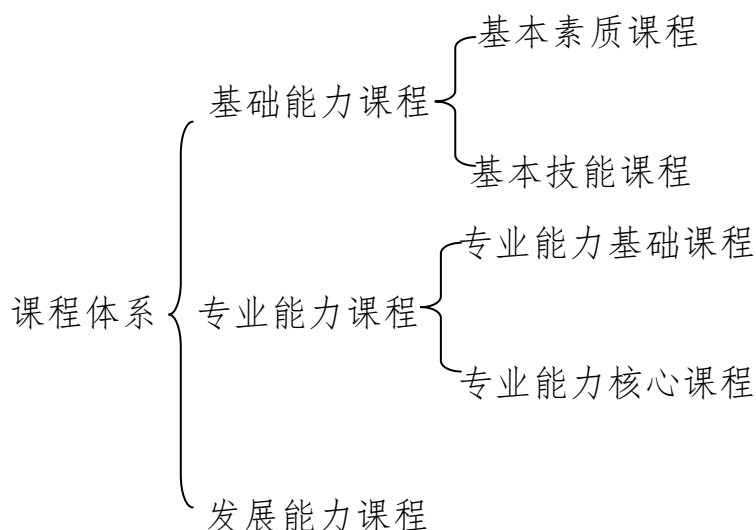 基本素质课程
基础能力课程
基本技能课程
专业能力基础课程
课程体系
专业能力课程
专业能力核心课程
发展能力课程